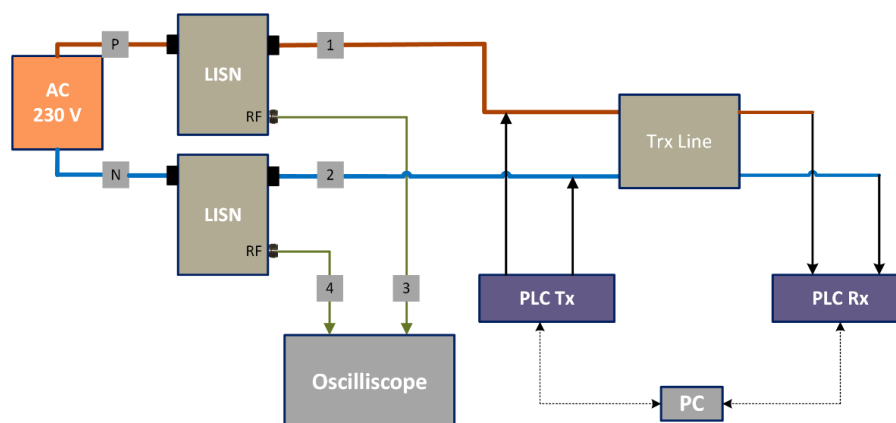 P
LISN
1
AC
230 V
RF
Trx Line
N
LISN
2
RF
4
3
PLC Tx
PLC Rx
Oscilliscope
PC